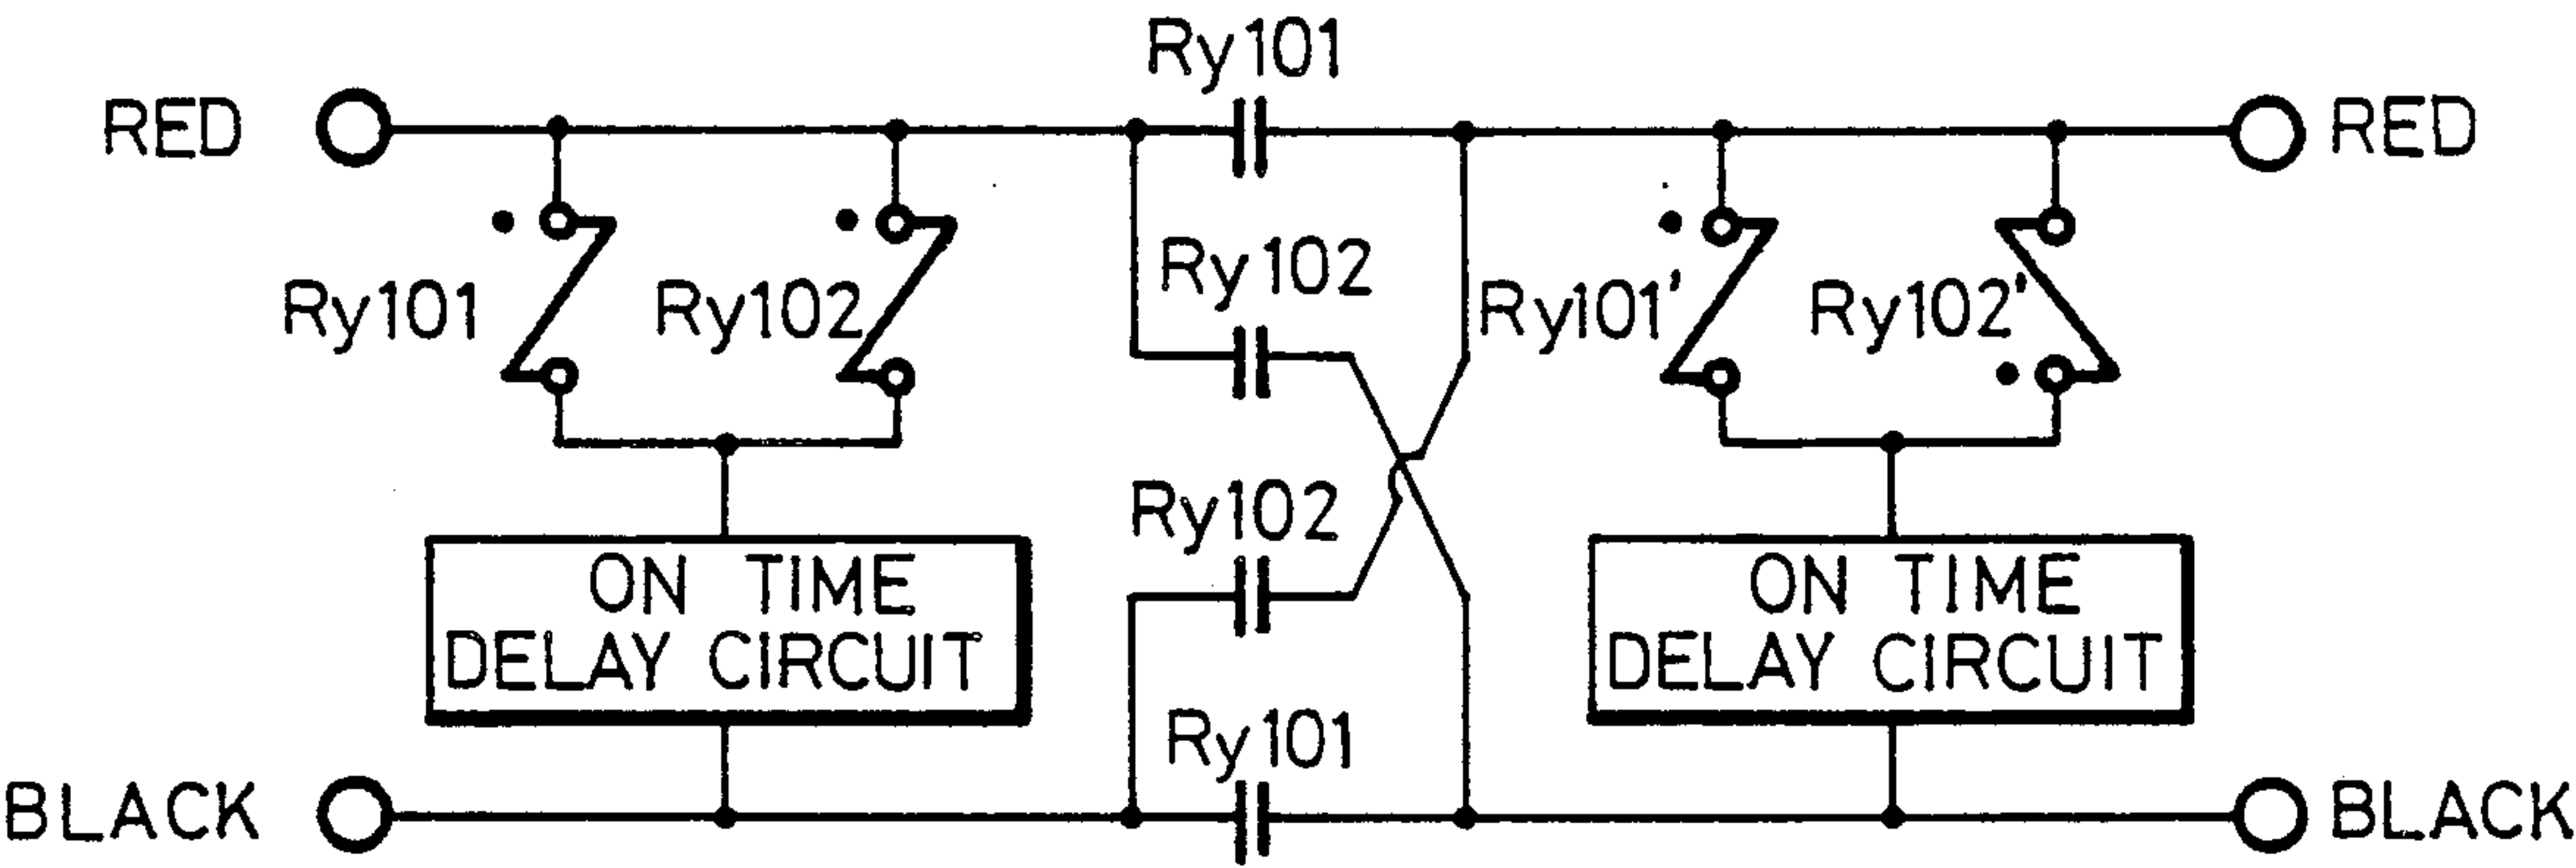 Ry101
RED
RED
Ry102
Ry101
Ry102
Ry101'
Ry102'
Ry102
ON TIME
DELAY CIRCUIT
ON TIME
DELAY CIRCUIT
Ry101
BLACK
BLACK